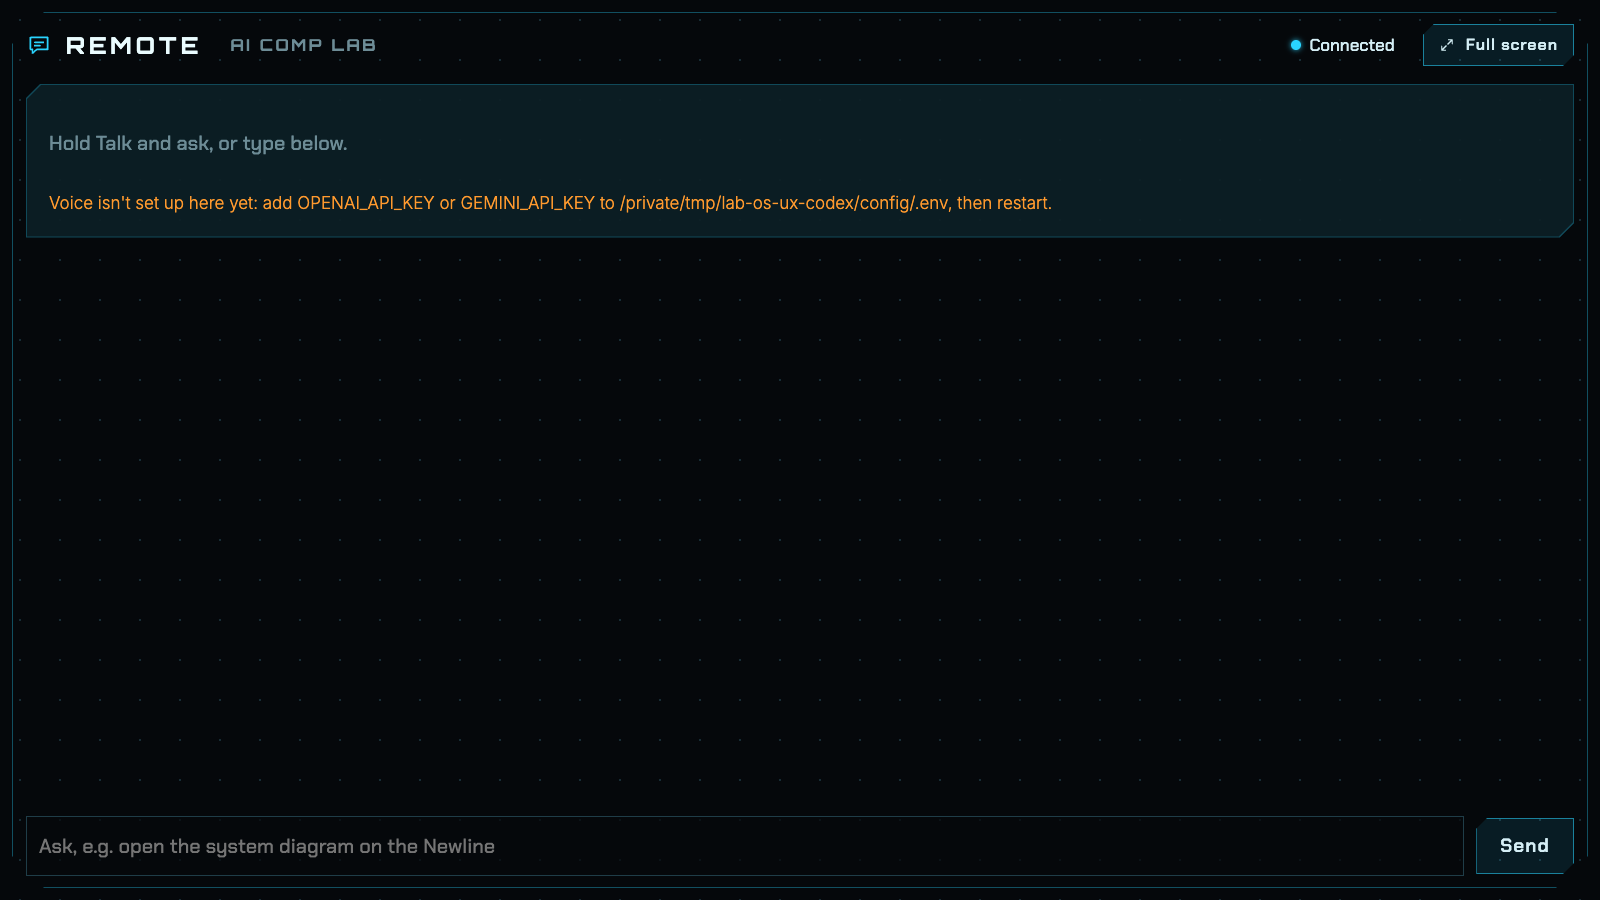 REMOTE AI COMP LAB Connected Full screen
Hold Talk and ask, or type below.
Voice isn't set up here yet: add OPENAI_API_KEY or GEMINI_API_KEY to /private/tmp/lab-os-ux-codex/config/.env, then restart.
Ask, e.g. open the system diagram on the Newline Send